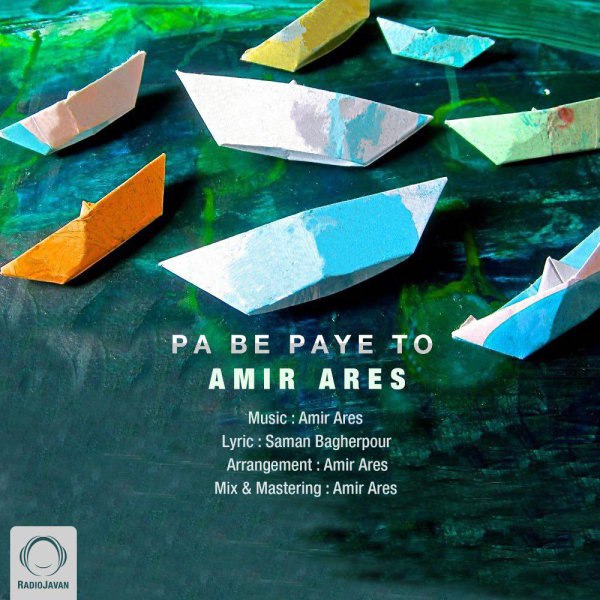 PA BE PAYE TO
AMIR ARES
Music : Amir Ares
Lyric : Saman Bagherpour
Arrangement : Amir Ares
Mix & Mastering : Amir Ares
RADIOJAVAN